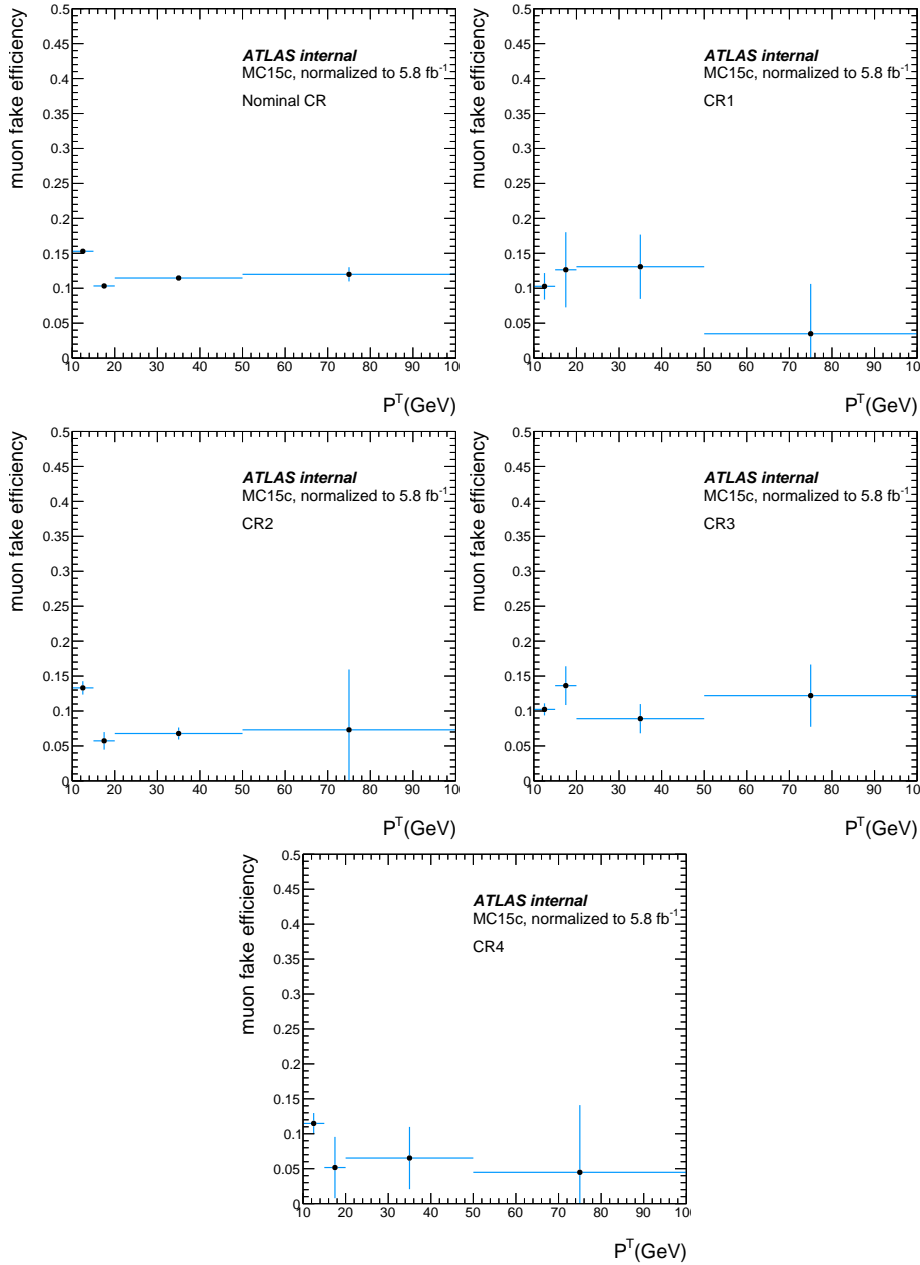 muon fake efficiency
0.5
0.45
0.4
0.35
0.3
0.25
0.2
0.15
0.1
0.05
0
ATLAS internal
MC15c, normalized to 5.8 fb⁻¹
Nominal CR
10 20 30 40 50 60 70 80 90 10
Pᵀ(GeV)
muon fake efficiency
0.5
0.45
0.4
0.35
0.3
0.25
0.2
0.15
0.1
0.05
0
ATLAS internal
MC15c, normalized to 5.8 fb⁻¹
CR1
10 20 30 40 50 60 70 80 90 10
Pᵀ(GeV)
muon fake efficiency
0.5
0.45
0.4
0.35
0.3
0.25
0.2
0.15
0.1
0.05
0
ATLAS internal
MC15c, normalized to 5.8 fb⁻¹
CR2
10 20 30 40 50 60 70 80 90 10
Pᵀ(GeV)
muon fake efficiency
0.5
0.45
0.4
0.35
0.3
0.25
0.2
0.15
0.1
0.05
0
ATLAS internal
MC15c, normalized to 5.8 fb⁻¹
CR3
10 20 30 40 50 60 70 80 90 10
Pᵀ(GeV)
muon fake efficiency
0.5
0.45
0.4
0.35
0.3
0.25
0.2
0.15
0.1
0.05
0
ATLAS internal
MC15c, normalized to 5.8 fb⁻¹
CR4
10 20 30 40 50 60 70 80 90 10
Pᵀ(GeV)